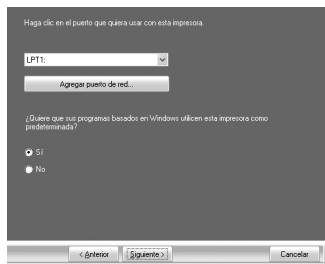 Haga clic en el puerto que quiera usar con esta impresora.
LPT1:
Agregar puerto de red...
¿Quiere que sus programas basados en Windows utilicen esta impresora como
predeterminada?
Sí
No
< Anterior
Siguiente >
Cancelar